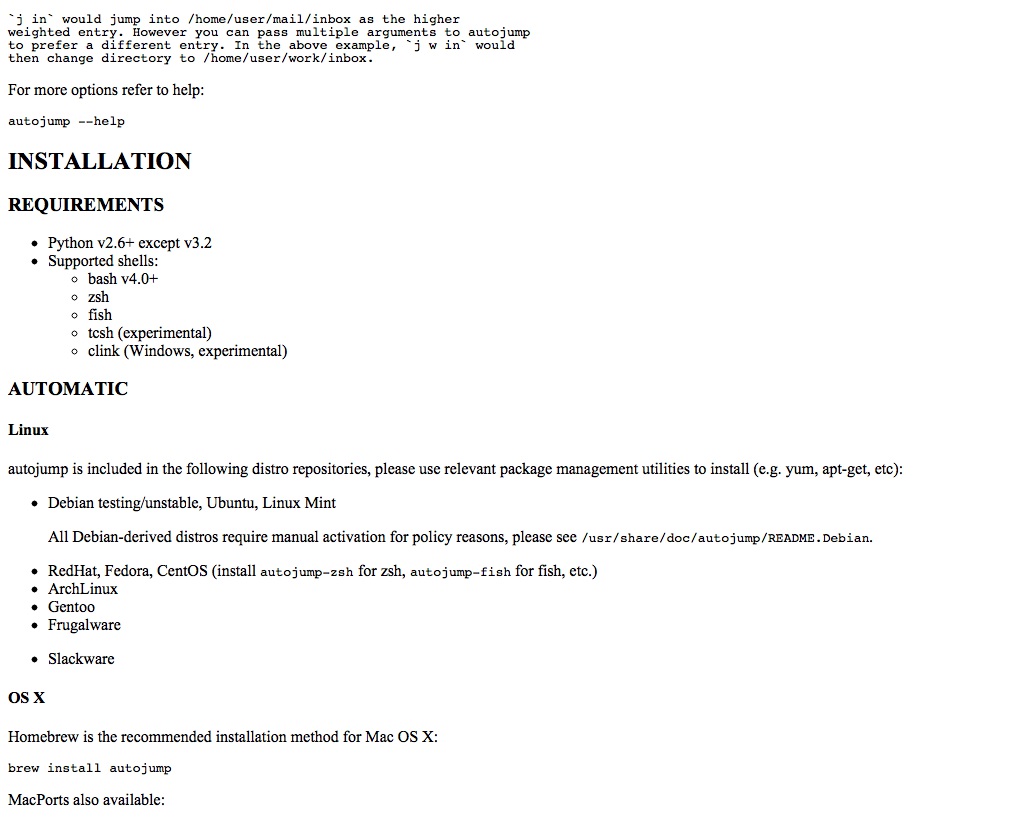 `j in` would jump into /home/user/mail/inbox as the higher
weighted entry. However you can pass multiple arguments to autojump
to prefer a different entry. In the above example, `j w in` would
then change directory to /home/user/work/inbox.
For more options refer to help:
autojump --help
INSTALLATION
REQUIREMENTS
• Python v2.6+ except v3.2
• Supported shells:
◦ bash v4.0+
◦ zsh
◦ fish
◦ tcsh (experimental)
◦ clink (Windows, experimental)
AUTOMATIC
Linux
autojump is included in the following distro repositories, please use relevant package management utilities to install (e.g. yum, apt-get, etc):
• Debian testing/unstable, Ubuntu, Linux Mint
All Debian-derived distros require manual activation for policy reasons, please see /usr/share/doc/autojump/README.Debian.
• RedHat, Fedora, CentOS (install autojump-zsh for zsh, autojump-fish for fish, etc.)
• ArchLinux
• Gentoo
• Frugalware
• Slackware
OS X
Homebrew is the recommended installation method for Mac OS X:
brew install autojump
MacPorts also available: